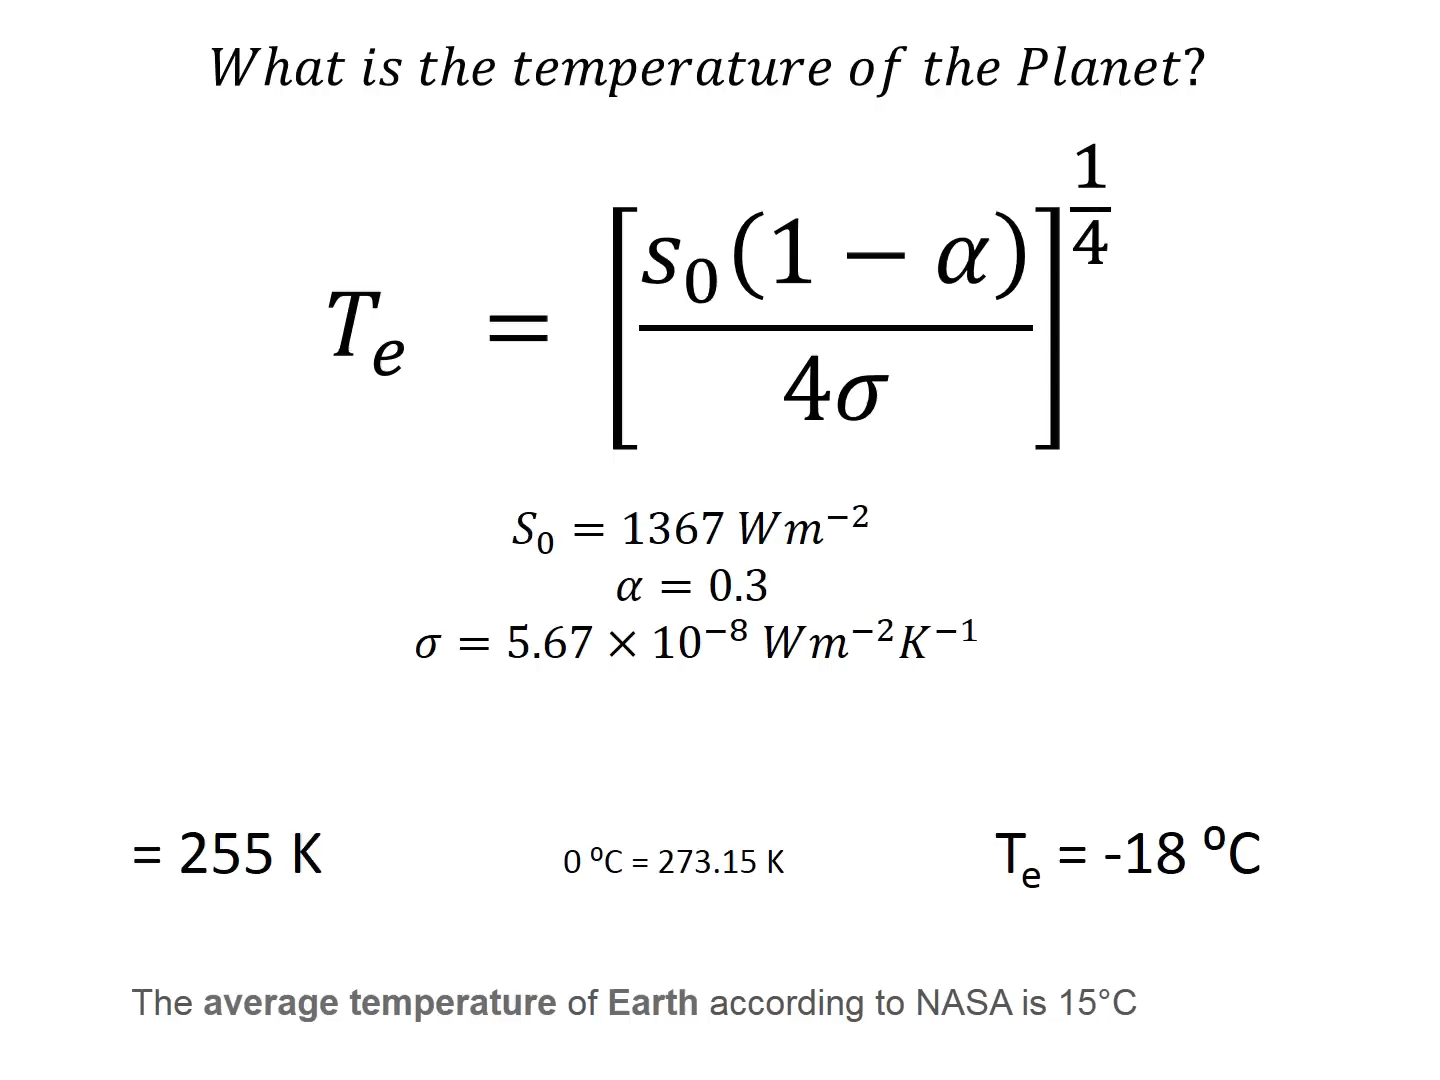 What is the temperature of the Planet?
T_e = [s_0(1 − α) / 4σ]^(1/4)
S_0 = 1367 Wm^−2
α = 0.3
σ = 5.67 × 10^−8 Wm^−2K^−1
= 255 K 0 ⁰C = 273.15 K T_e = -18 ⁰C
The average temperature of Earth according to NASA is 15°C